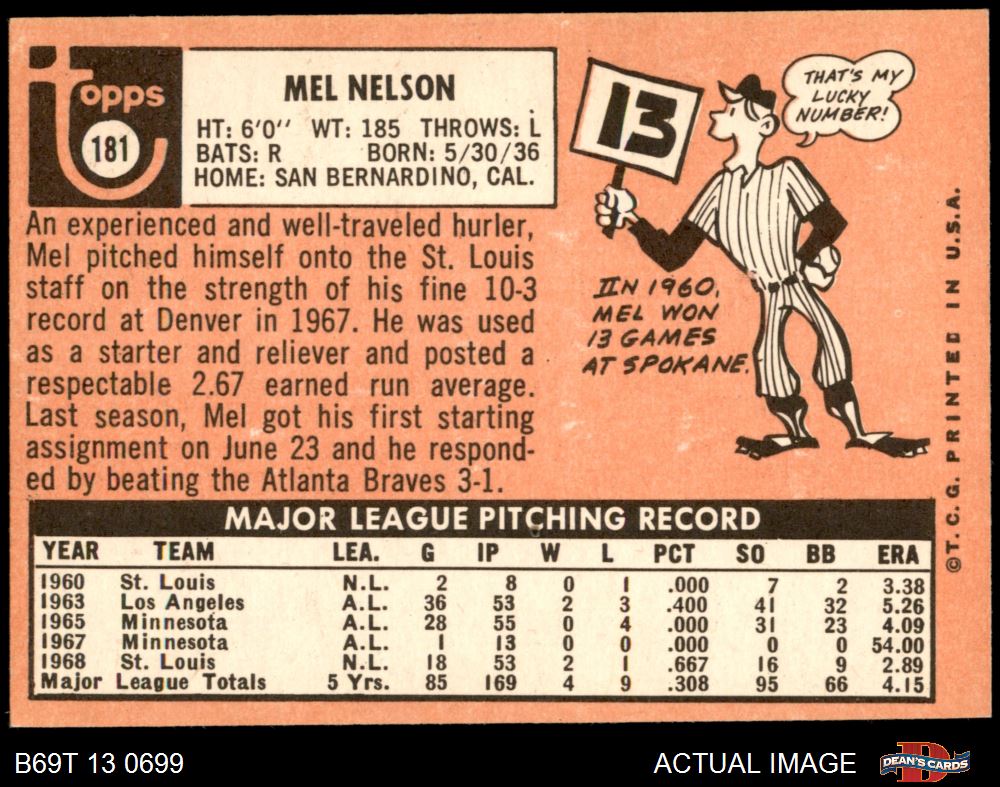 Topps
181
MEL NELSON
HT: 6'0'' WT: 185 THROWS: L
BATS: R BORN: 5/30/36
HOME: SAN BERNARDINO, CAL.
An experienced and well-traveled hurler,
Mel pitched himself onto the St. Louis
staff on the strength of his fine 10-3
record at Denver in 1967. He was used
as a starter and reliever and posted a
respectable 2.67 earned run average.
Last season, Mel got his first starting
assignment on June 23 and he respond-
ed by beating the Atlanta Braves 3-1.
13
THAT'S MY
LUCKY
NUMBER!
IN 1960,
MEL WON
13 GAMES
AT SPOKANE.
©T.C.G. PRINTED IN U.S.A.
MAJOR LEAGUE PITCHING RECORD
YEAR TEAM LEA. G IP W L PCT SO BB ERA
1960 St. Louis N.L. 2 8 0 1 .000 7 2 3.38
1963 Los Angeles A.L. 36 53 2 3 .400 41 32 5.26
1965 Minnesota A.L. 28 55 0 4 .000 31 23 4.09
1967 Minnesota A.L. 1 13 0 0 .000 0 0 54.00
1968 St. Louis N.L. 18 53 2 1 .667 16 9 2.89
Major League Totals 5 Yrs. 85 169 4 9 .308 95 66 4.15
B69T 13 0699
ACTUAL IMAGE
DEAN'S CARDS